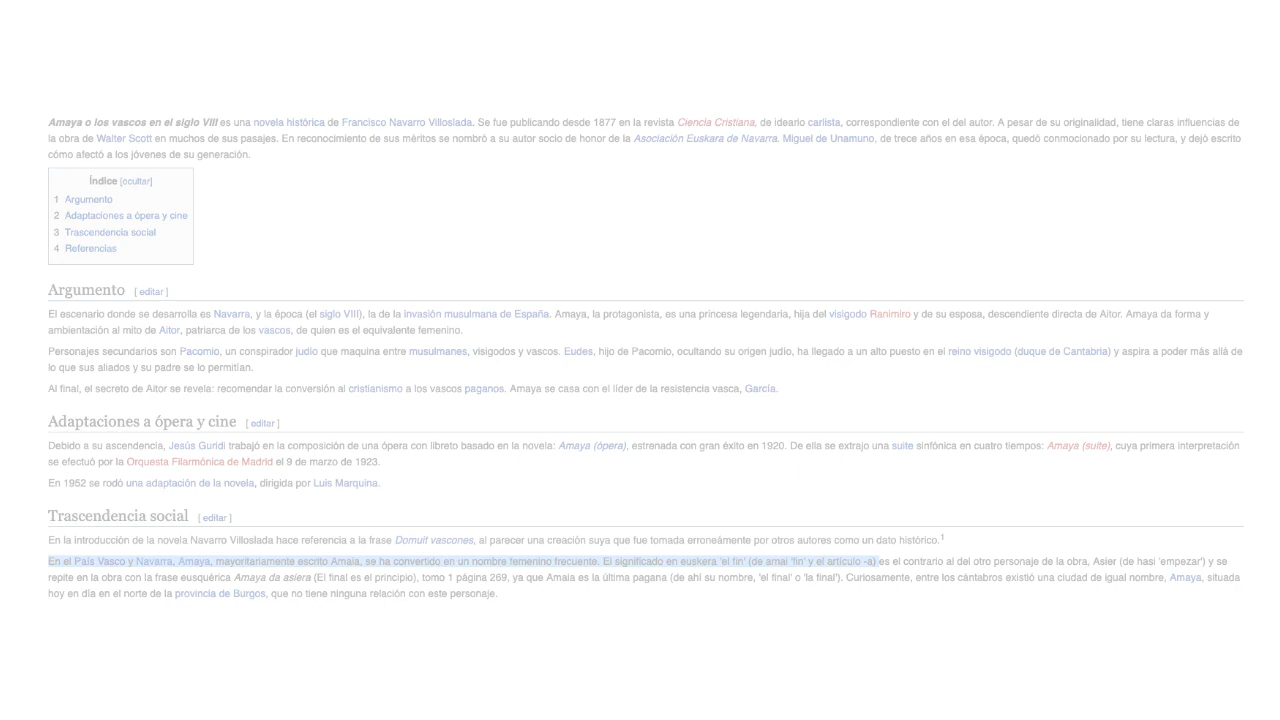 Amaya o los vascos en el siglo VIII es una novela histórica de Francisco Navarro Villoslada. Se fue publicando desde 1877 en la revista Ciencia Cristiana, de ideario carlista, correspondiente con el del autor. A pesar de su originalidad, tiene claras influencias de
la obra de Walter Scott en muchos de sus pasajes. En reconocimiento de sus méritos se nombró a su autor socio de honor de la Asociación Euskara de Navarra. Miguel de Unamuno, de trece años en esa época, quedó conmocionado por su lectura, y dejó escrito
cómo afectó a los jóvenes de su generación.
Índice [ocultar]
1 Argumento
2 Adaptaciones a ópera y cine
3 Trascendencia social
4 Referencias
Argumento [ editar ]
El escenario donde se desarrolla es Navarra, y la época (el siglo VIII), la de la invasión musulmana de España. Amaya, la protagonista, es una princesa legendaria, hija del visigodo Ranimiro y de su esposa, descendiente directa de Aitor. Amaya da forma y
ambientación al mito de Aitor, patriarca de los vascos, de quien es el equivalente femenino.
Personajes secundarios son Pacomio, un conspirador judío que maquina entre musulmanes, visigodos y vascos. Eudes, hijo de Pacomio, ocultando su origen judío, ha llegado a un alto puesto en el reino visigodo (duque de Cantabria) y aspira a poder más allá de
lo que sus aliados y su padre se lo permitían.
Al final, el secreto de Aitor se revela: recomendar la conversión al cristianismo a los vascos paganos. Amaya se casa con el líder de la resistencia vasca, García.
Adaptaciones a ópera y cine [ editar ]
Debido a su ascendencia, Jesús Guridi trabajó en la composición de una ópera con libreto basado en la novela: Amaya (ópera), estrenada con gran éxito en 1920. De ella se extrajo una suite sinfónica en cuatro tiempos: Amaya (suite), cuya primera interpretación
se efectuó por la Orquesta Filarmónica de Madrid el 9 de marzo de 1923.
En 1952 se rodó una adaptación de la novela, dirigida por Luis Marquina.
Trascendencia social [ editar ]
En la introducción de la novela Navarro Villoslada hace referencia a la frase Domuit vascones, al parecer una creación suya que fue tomada erroneámente por otros autores como un dato histórico.1
En el País Vasco y Navarra, Amaya, mayoritariamente escrito Amaia, se ha convertido en un nombre femenino frecuente. El significado en euskera 'el fin' (de amai 'fin' y el artículo -a) es el contrario al del otro personaje de la obra, Asier (de hasi 'empezar') y se
repite en la obra con la frase eusquérica Amaya da asiera (El final es el principio), tomo 1 página 269, ya que Amaia es la última pagana (de ahí su nombre, 'el final' o 'la final'). Curiosamente, entre los cántabros existió una ciudad de igual nombre, Amaya, situada
hoy en día en el norte de la provincia de Burgos, que no tiene ninguna relación con este personaje.